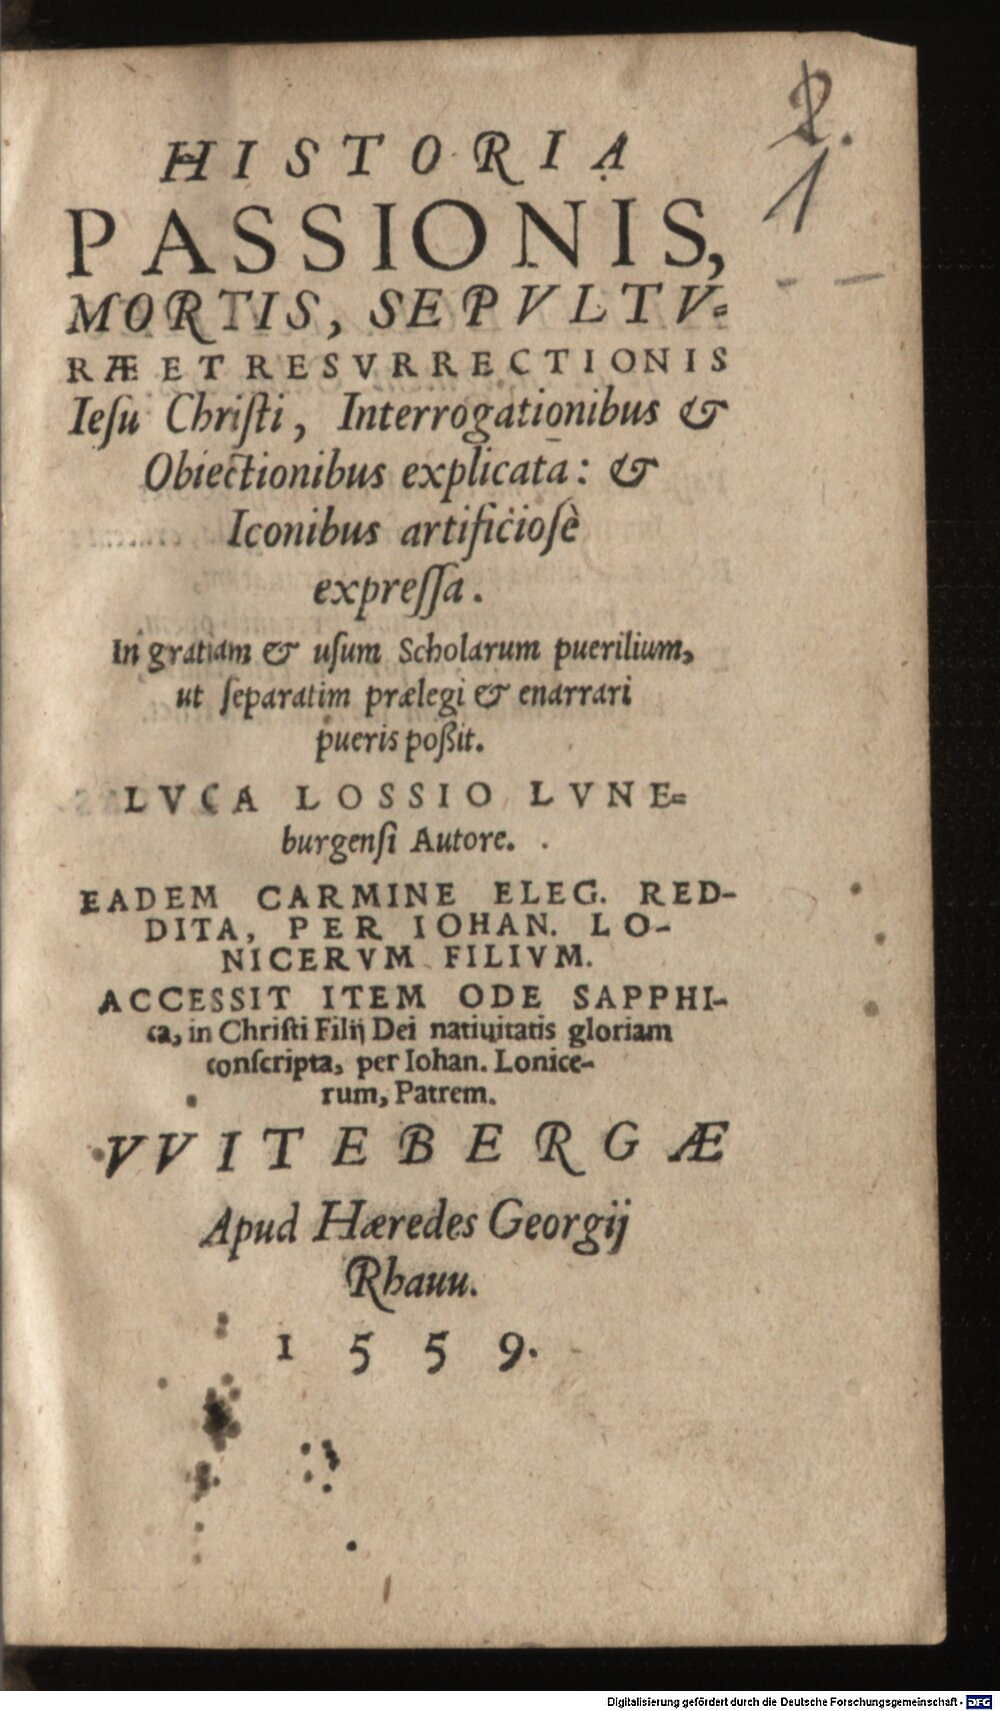 2.
1
HISTORIA
PASSIONIS,
MORTIS, SEPVLTV=
RÆ ET RESVRRECTIONIS
Ieſu Chriſti, Interrogationibus &
Obiectionibus explicata: &
Iconibus artificioſè
expreſſa.
In gratiam & uſum Scholarum puerilium,
ut ſeparatim prælegi & enarrari
pueris poßit.
LVCA LOSSIO LVNE=
burgenſi Autore.
EADEM CARMINE ELEG. RED-
DITA, PER IOHAN. LO-
NICERVM FILIVM.
ACCESSIT ITEM ODE SAPPHI-
ca, in Chriſti Filij Dei natiuitatis gloriam
conſcripta, per Iohan. Lonice-
rum, Patrem.
VVITEBERGÆ
Apud Hæredes Georgij
Rhauu.
1559.
Digitalisierung gefördert durch die Deutsche Forschungsgemeinschaft - DFG